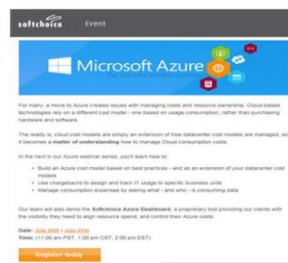 softchoice Event
Microsoft Azure
For many, a move to Azure creates issues with managing costs and resource ownership. Cloud-based
technologies rely on a different cost model - one based on usage consumption, rather than purchasing
hardware and software.
The reality is, cloud cost models are simply an extension of how datacenter cost models are managed, so
it becomes a matter of understanding how to manage Cloud consumption costs.
In the next in our Azure webinar series, you'll learn how to:
• Build an Azure cost model based on best practices - and as an extension of your datacenter cost
models
• Use chargebacks to assign and track IT usage to specific business units
• Manage consumption expenses by seeing what - and who - is consuming data
Our team will also demo the Softchoice Azure Dashboard, a proprietary tool providing our clients with
the visibility they need to align resource spend, and control their Azure costs.
Date: July
Time: (11:00 am PST, 1:00 pm CST, 2:00 pm EST)
Register today